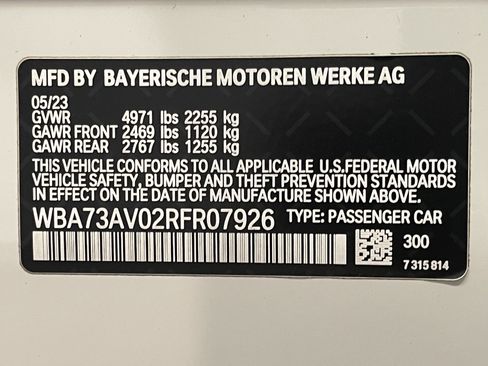 MFD BY BAYERISCHE MOTOREN WERKE AG
05/23
GVWR 4971 lbs 2255 kg
GAWR FRONT 2469 lbs 1120 kg
GAWR REAR 2767 lbs 1255 kg
THIS VEHICLE CONFORMS TO ALL APPLICABLE U.S.FEDERAL MOTOR
VEHICLE SAFETY, BUMPER AND THEFT PREVENTION STANDARDS
IN EFFECT ON THE DATE OF MANUFACTURE SHOWN ABOVE.
WBA73AV02RFR07926 TYPE: PASSENGER CAR
300
7 315 814